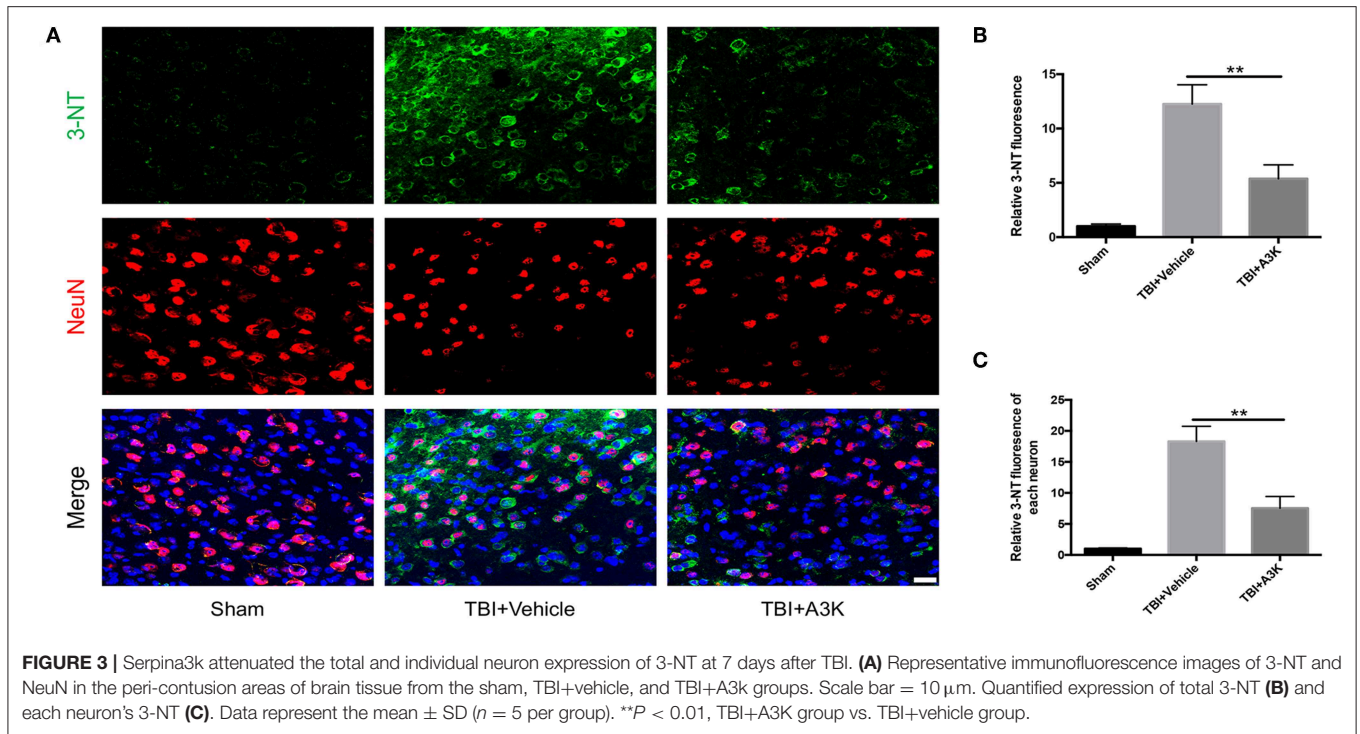 A
3-NT
NeuN
Merge
Sham
TBI+Vehicle
TBI+A3K
B
**
Relative 3-NT fluoresence
15
10
5
0
Sham
TBI+Vehicle
TBI+A3K
C
**
Relative 3-NT fluoresence of
each neuron
25
20
15
10
5
0
Sham
TBI+Vehicle
TBI+A3K
FIGURE 3 | Serpina3k attenuated the total and individual neuron expression of 3-NT at 7 days after TBI. (A) Representative immunofluorescence images of 3-NT and
NeuN in the peri-contusion areas of brain tissue from the sham, TBI+vehicle, and TBI+A3k groups. Scale bar = 10 μm. Quantified expression of total 3-NT (B) and
each neuron's 3-NT (C). Data represent the mean ± SD (n = 5 per group). **P < 0.01, TBI+A3K group vs. TBI+vehicle group.